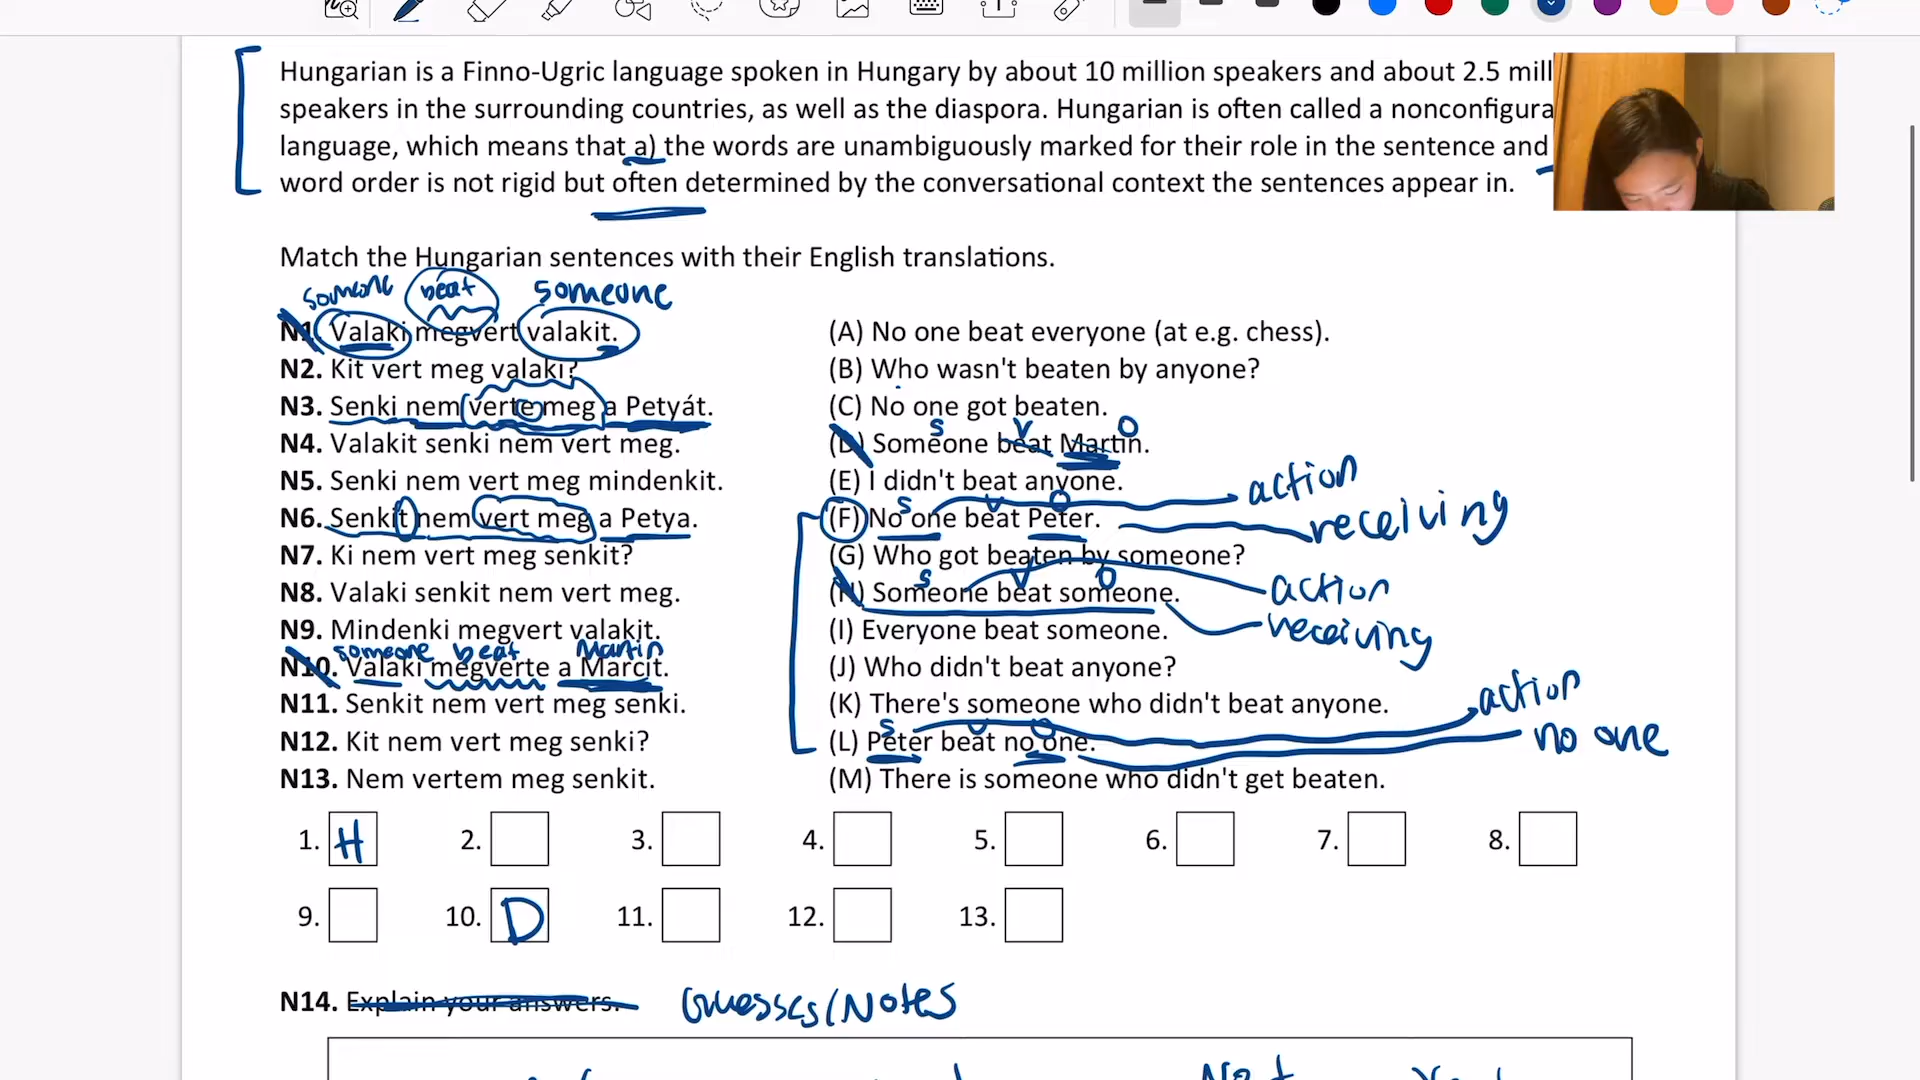 Hungarian is a Finno-Ugric language spoken in Hungary by about 10 million speakers and about 2.5 mill
speakers in the surrounding countries, as well as the diaspora. Hungarian is often called a nonconfigura
language, which means that a) the words are unambiguously marked for their role in the sentence and
word order is not rigid but often determined by the conversational context the sentences appear in.
Match the Hungarian sentences with their English translations.
someone beat someone
N1. Valaki megvert valakit.
N2. Kit vert meg valaki?
N3. Senki nem verte meg a Petyát.
N4. Valakit senki nem vert meg.
N5. Senki nem vert meg mindenkit.
N6. Senkit nem vert meg a Petya.
N7. Ki nem vert meg senkit?
N8. Valaki senkit nem vert meg.
N9. Mindenki megvert valakit.
someone beat Martin
N10. Valaki megverte a Marcit.
N11. Senkit nem vert meg senki.
N12. Kit nem vert meg senki?
N13. Nem vertem meg senkit.
(A) No one beat everyone (at e.g. chess).
(B) Who wasn't beaten by anyone?
(C) No one got beaten.
S V O
(D) Someone beat Martin.
(E) I didn't beat anyone.
action
S V O
(F) No one beat Peter.
receiving
(G) Who got beaten by someone?
S V O
action
(H) Someone beat someone.
receiving
(I) Everyone beat someone.
(J) Who didn't beat anyone?
(K) There's someone who didn't beat anyone.
action
S V O
(L) Peter beat no one.
no one
(M) There is someone who didn't get beaten.
1. H 2. 3. 4. 5. 6. 7. 8.
9. 10. D 11. 12. 13.
N14. Explain your answers. Guesses/Notes